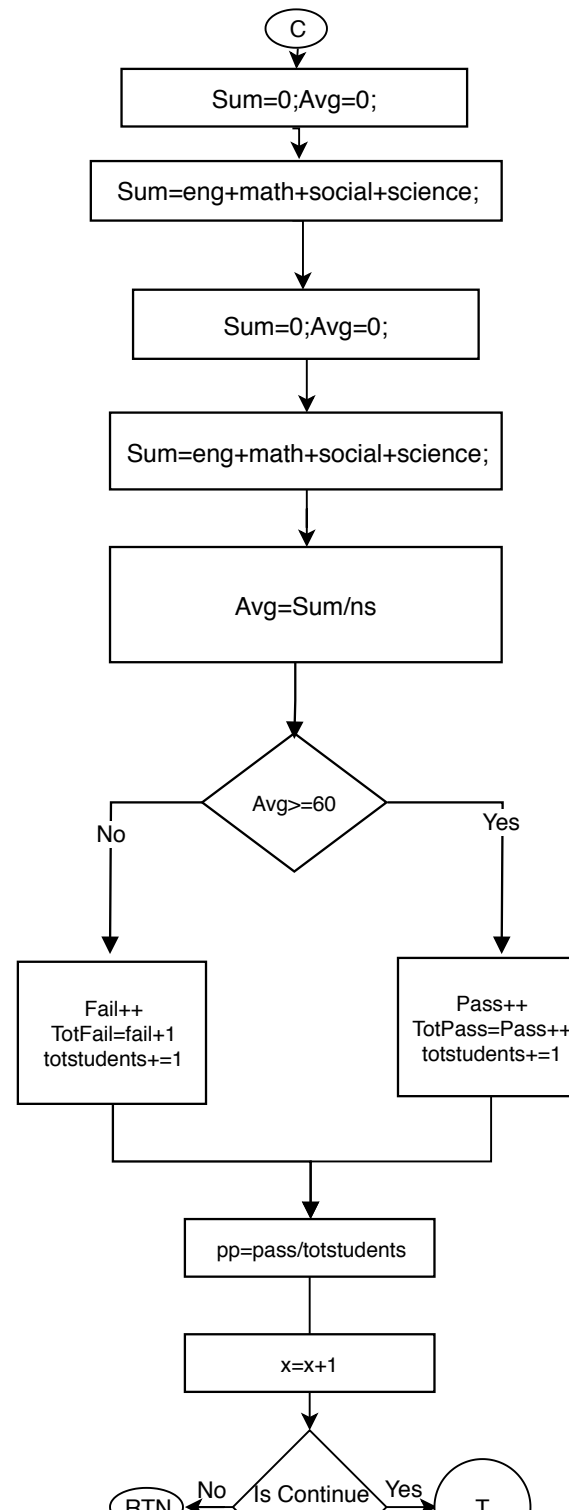 C
Sum=0;Avg=0;
Sum=eng+math+social+science;
Sum=0;Avg=0;
Sum=eng+math+social+science;
Avg=Sum/ns
Avg>=60
No
Yes
Fail++
TotFail=fail+1
totstudents+=1
Pass++
TotPass=Pass++
totstudents+=1
pp=pass/totstudents
x=x+1
No
Is Continue
Yes
RTN
T